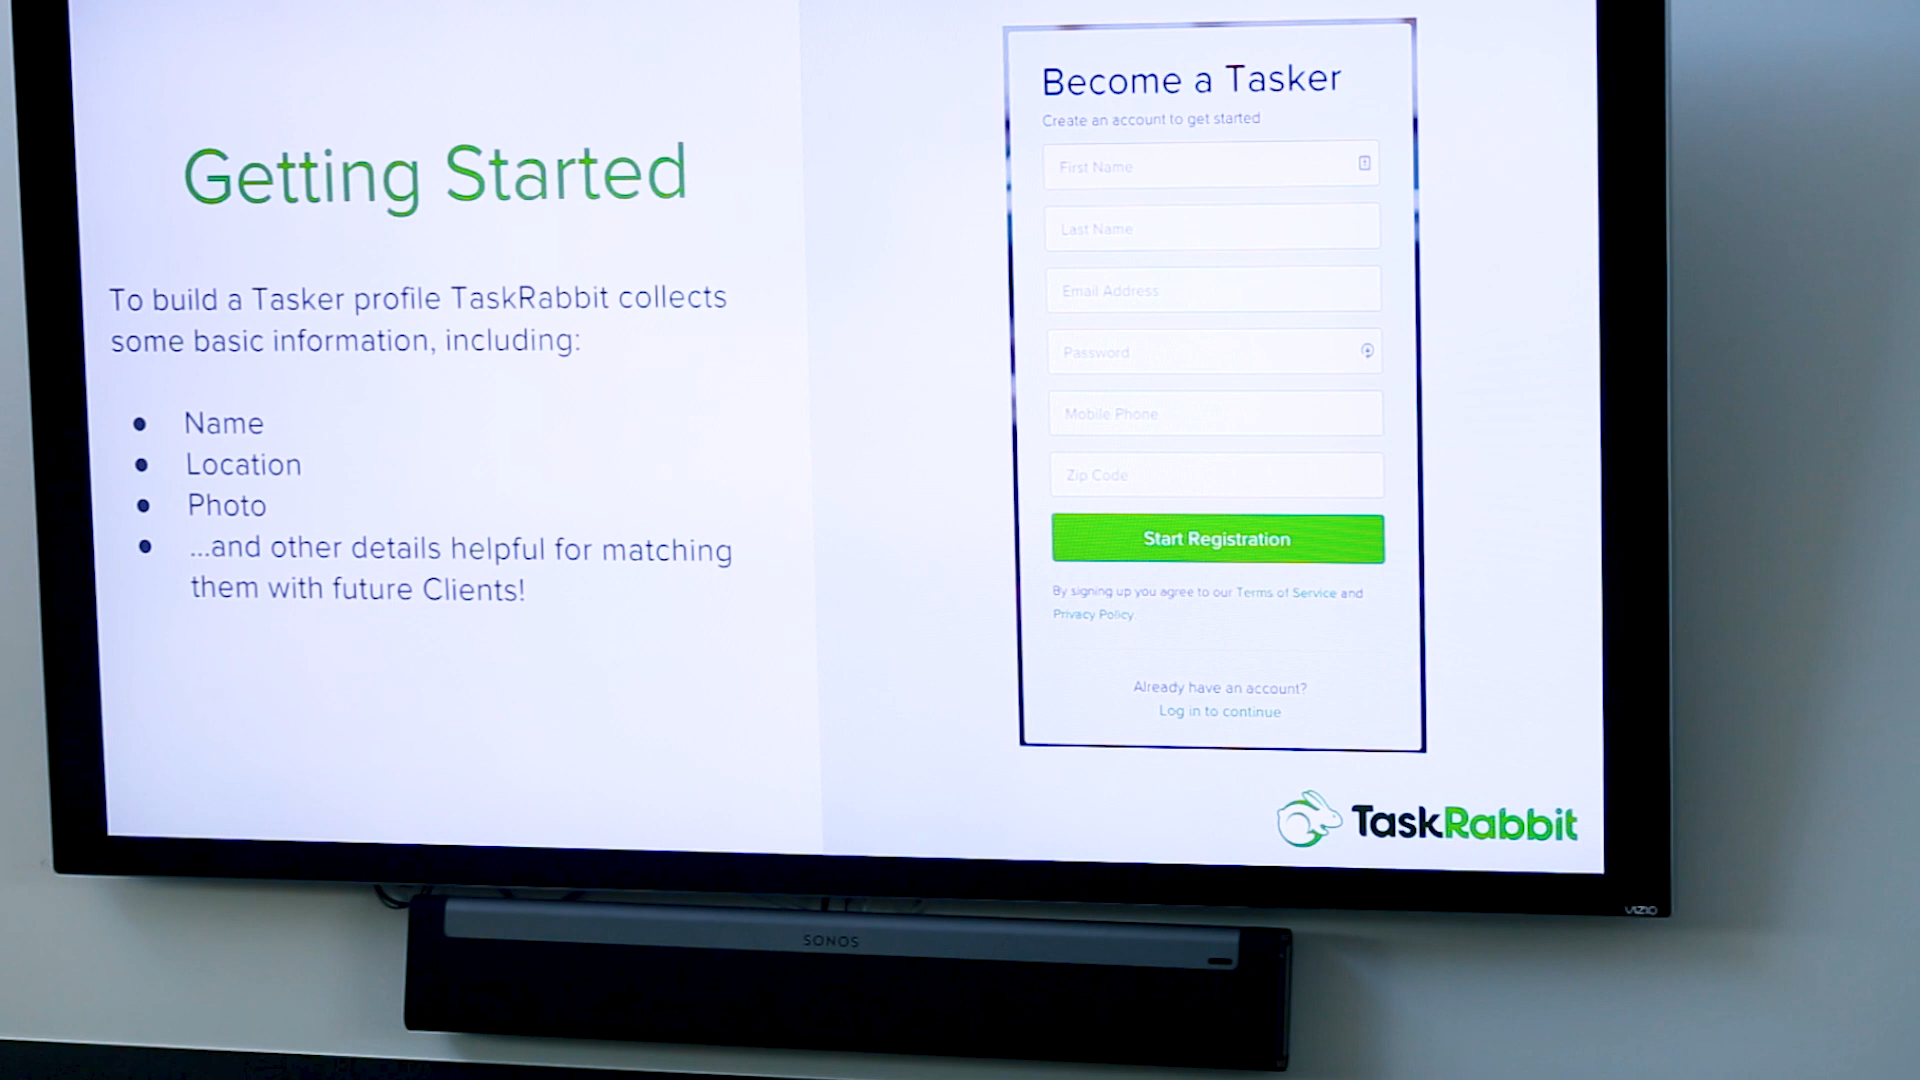 Getting Started
To build a Tasker profile TaskRabbit collects
some basic information, including:
● Name
● Location
● Photo
● ...and other details helpful for matching
them with future Clients!
Become a Tasker
Create an account to get started
First Name
Last Name
Email Address
Password
Mobile Phone
Zip Code
Start Registration
By signing up you agree to our Terms of Service and
Privacy Policy
Already have an account?
Log in to continue
TaskRabbit
VIZIO
SONOS